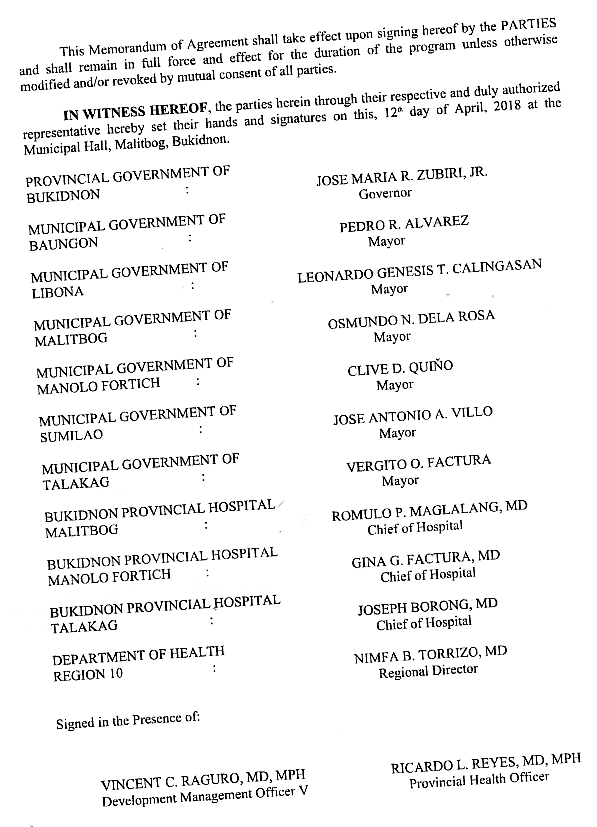 This Memorandum of Agreement shall take effect upon signing hereof by the PARTIES
and shall remain in full force and effect for the duration of the program unless otherwise
modified and/or revoked by mutual consent of all parties.
IN WITNESS HEREOF, the parties herein through their respective and duly authorized
representative hereby set their hands and signatures on this, 12th day of April, 2018 at the
Municipal Hall, Malitbog, Bukidnon.
PROVINCIAL GOVERNMENT OF
BUKIDNON :
JOSE MARIA R. ZUBIRI, JR.
Governor
MUNICIPAL GOVERNMENT OF
BAUNGON :
PEDRO R. ALVAREZ
Mayor
MUNICIPAL GOVERNMENT OF
LIBONA :
LEONARDO GENESIS T. CALINGASAN
Mayor
MUNICIPAL GOVERNMENT OF
MALITBOG :
OSMUNDO N. DELA ROSA
Mayor
MUNICIPAL GOVERNMENT OF
MANOLO FORTICH :
CLIVE D. QUIÑO
Mayor
MUNICIPAL GOVERNMENT OF
SUMILAO :
JOSE ANTONIO A. VILLO
Mayor
MUNICIPAL GOVERNMENT OF
TALAKAG :
VERGITO O. FACTURA
Mayor
BUKIDNON PROVINCIAL HOSPITAL
MALITBOG :
ROMULO P. MAGLALANG, MD
Chief of Hospital
BUKIDNON PROVINCIAL HOSPITAL
MANOLO FORTICH :
GINA G. FACTURA, MD
Chief of Hospital
BUKIDNON PROVINCIAL HOSPITAL
TALAKAG :
JOSEPH BORONG, MD
Chief of Hospital
DEPARTMENT OF HEALTH
REGION 10 :
NIMFA B. TORRIZO, MD
Regional Director
Signed in the Presence of:
VINCENT C. RAGURO, MD, MPH
Development Management Officer V
RICARDO L. REYES, MD, MPH
Provincial Health Officer